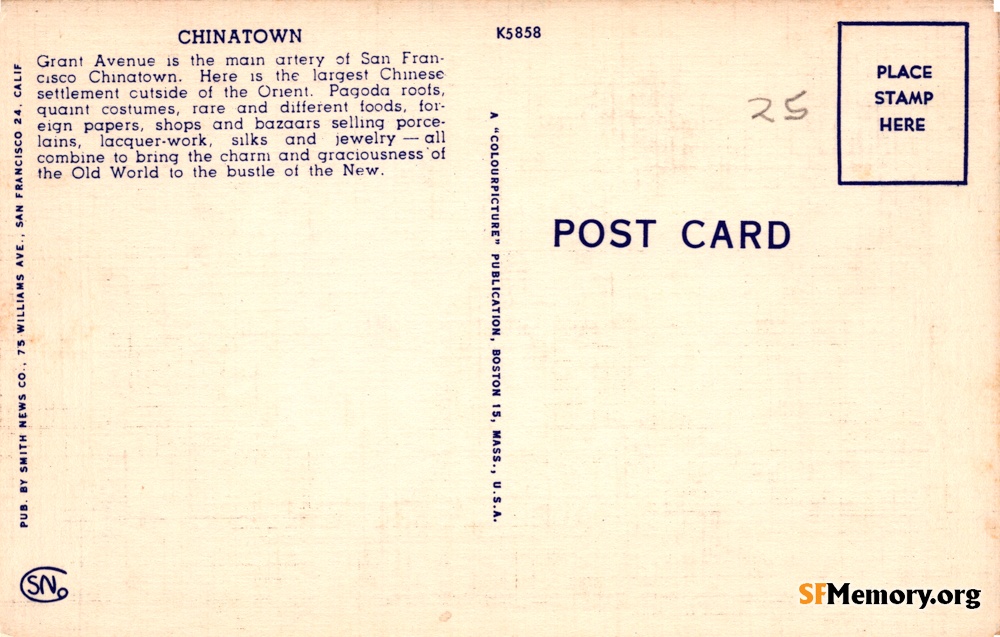 CHINATOWN
Grant Avenue is the main artery of San Fran-
cisco Chinatown. Here is the largest Chinese
settlement outside of the Orient. Pagoda roofs,
quaint costumes, rare and different foods, for-
eign papers, shops and bazaars selling porce-
lains, lacquer-work, silks and jewelry — all
combine to bring the charm and graciousness of
the Old World to the bustle of the New.
PUB. BY SMITH NEWS CO., 75 WILLIAMS AVE., SAN FRANCISCO 24, CALIF
SN
K5858
A "COLOURPICTURE" PUBLICATION, BOSTON 15, MASS., U.S.A.
25
PLACE
STAMP
HERE
POST CARD
SFMemory.org